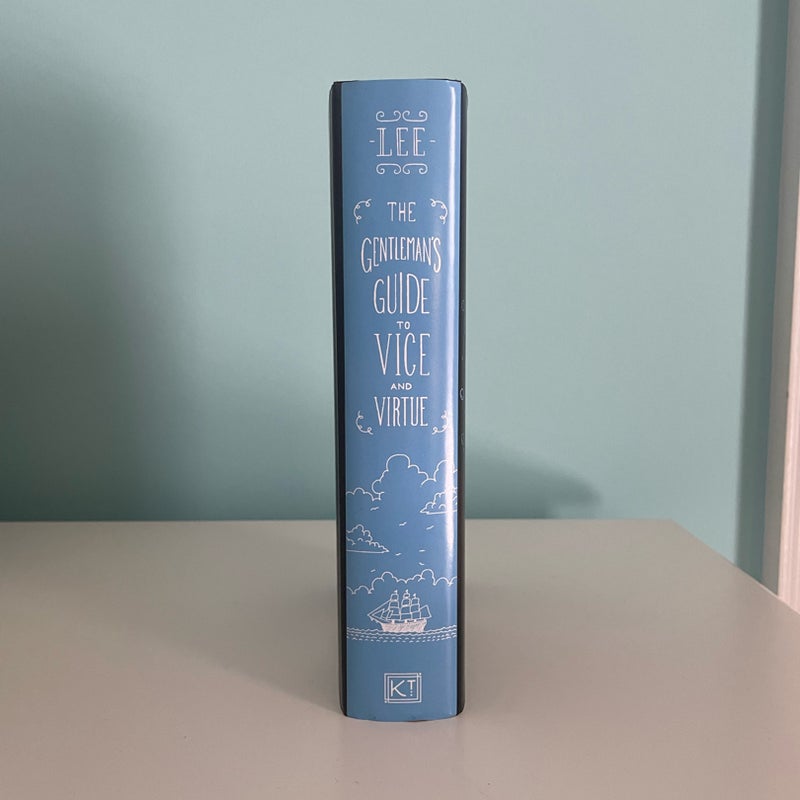 LEE
THE
GENTLEMAN'S
GUIDE
TO
VICE
AND
VIRTUE
KT